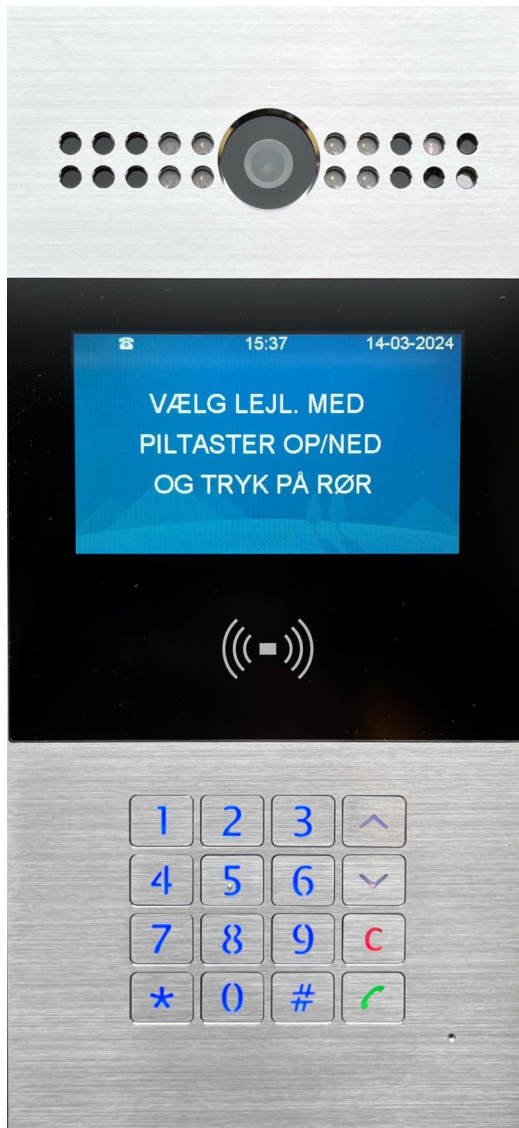 15:37 14-03-2024
VÆLG LEJL. MED
PILTASTER OP/NED
OG TRYK PÅ RØR
1 2 3
4 5 6
7 8 9 C
* 0 #